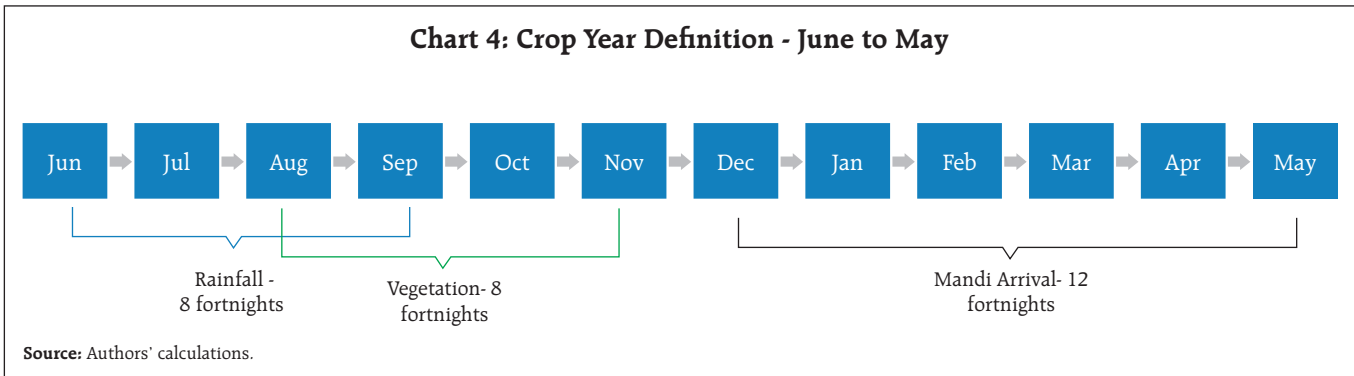 Chart 4: Crop Year Definition - June to May
Jun Jul Aug Sep Oct Nov Dec Jan Feb Mar Apr May
Rainfall -
8 fortnights
Vegetation- 8
fortnights
Mandi Arrival- 12
fortnights
Source: Authors' calculations.